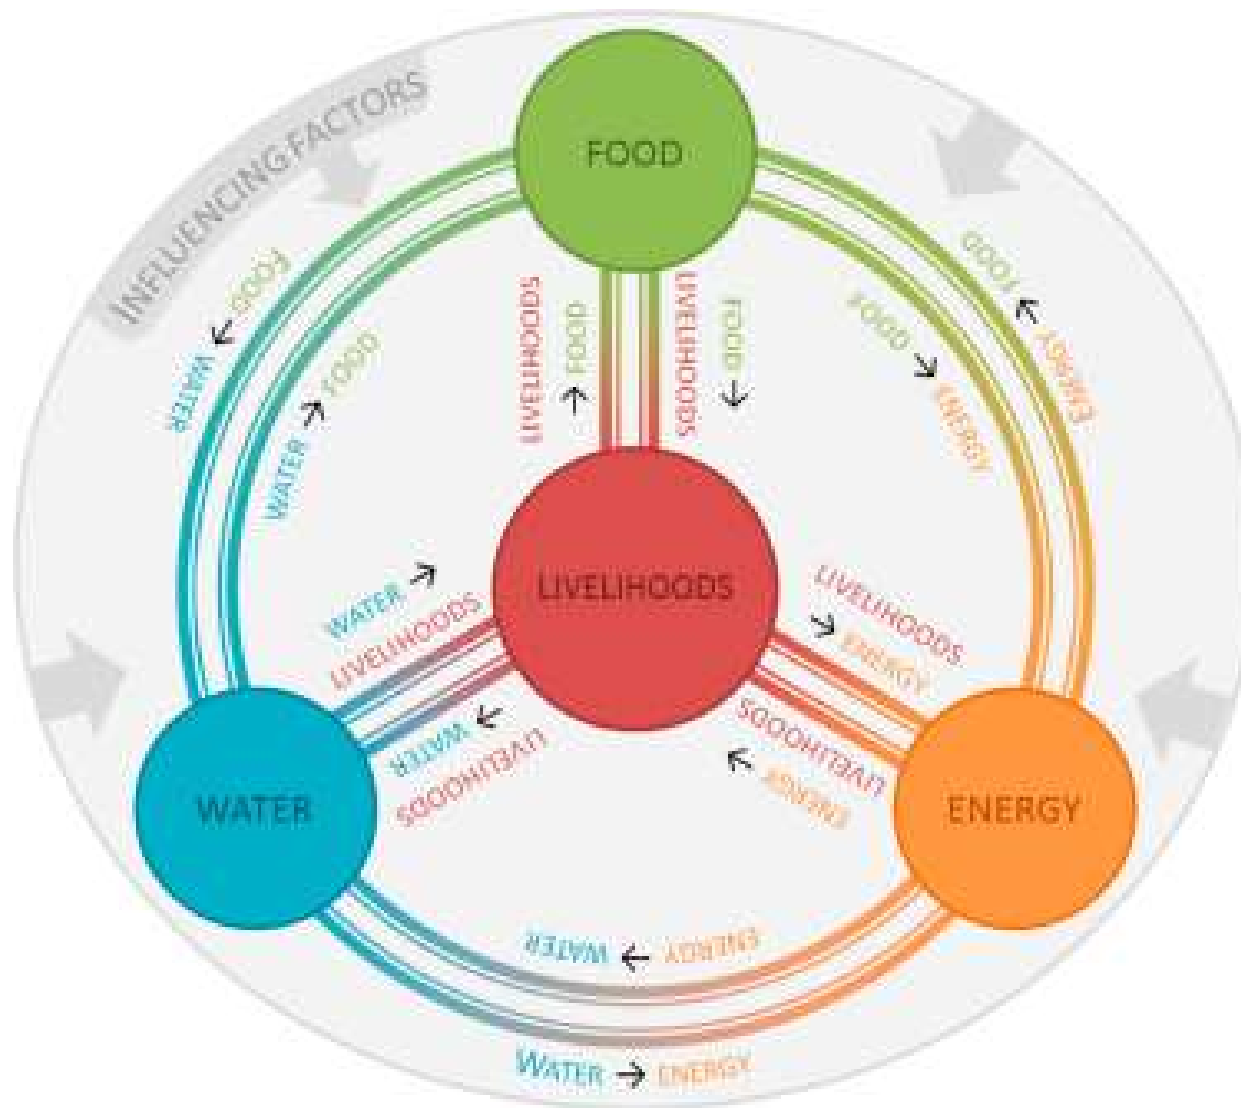 INFLUENCING FACTORS
FOOD
FOOD → WATER
WATER → FOOD
ENERGY → FOOD
FOOD → ENERGY
LIVELIHOODS
→ FOOD
LIVELIHOODS
FOOD →
LIVELIHOODS
WATER →
LIVELIHOODS
LIVELIHOODS
→ ENERGY
LIVELIHOODS
→ WATER
ENERGY →
LIVELIHOODS
WATER
ENERGY
ENERGY → WATER
WATER → ENERGY